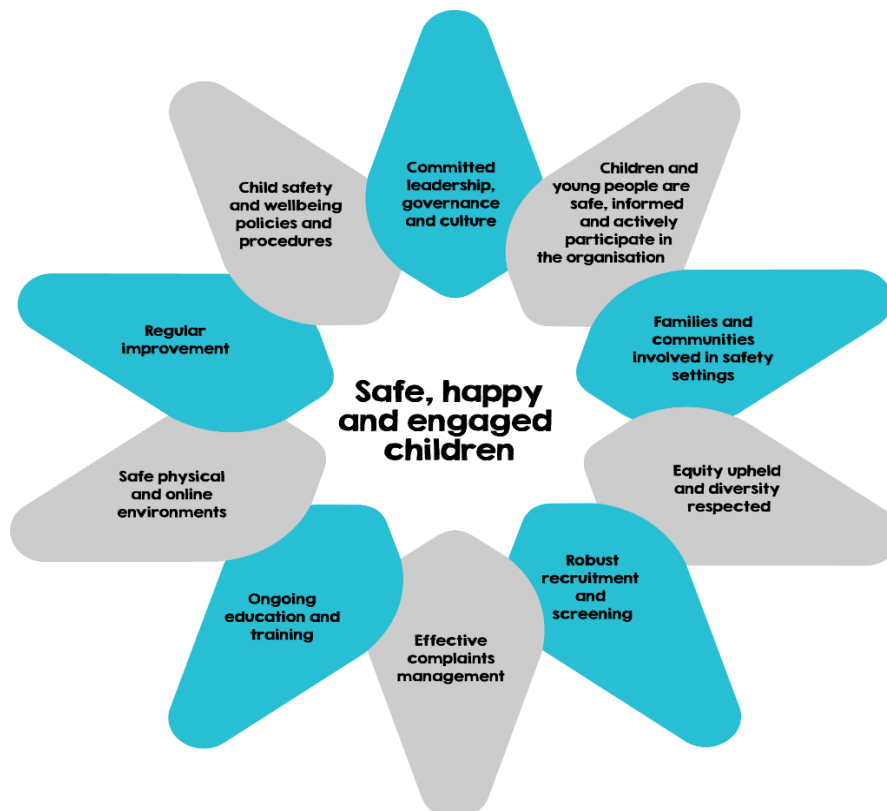 Committed
leadership,
governance
and culture
Children and
young people are
safe, informed
and actively
participate in
the organisation
Families and
communities
involved in safety
settings
Equity upheld
and diversity
respected
Robust
recruitment
and
screening
Effective
complaints
management
Ongoing
education and
training
Safe physical
and online
environments
Regular
improvement
Child safety
and wellbeing
policies and
procedures
Safe, happy
and engaged
children